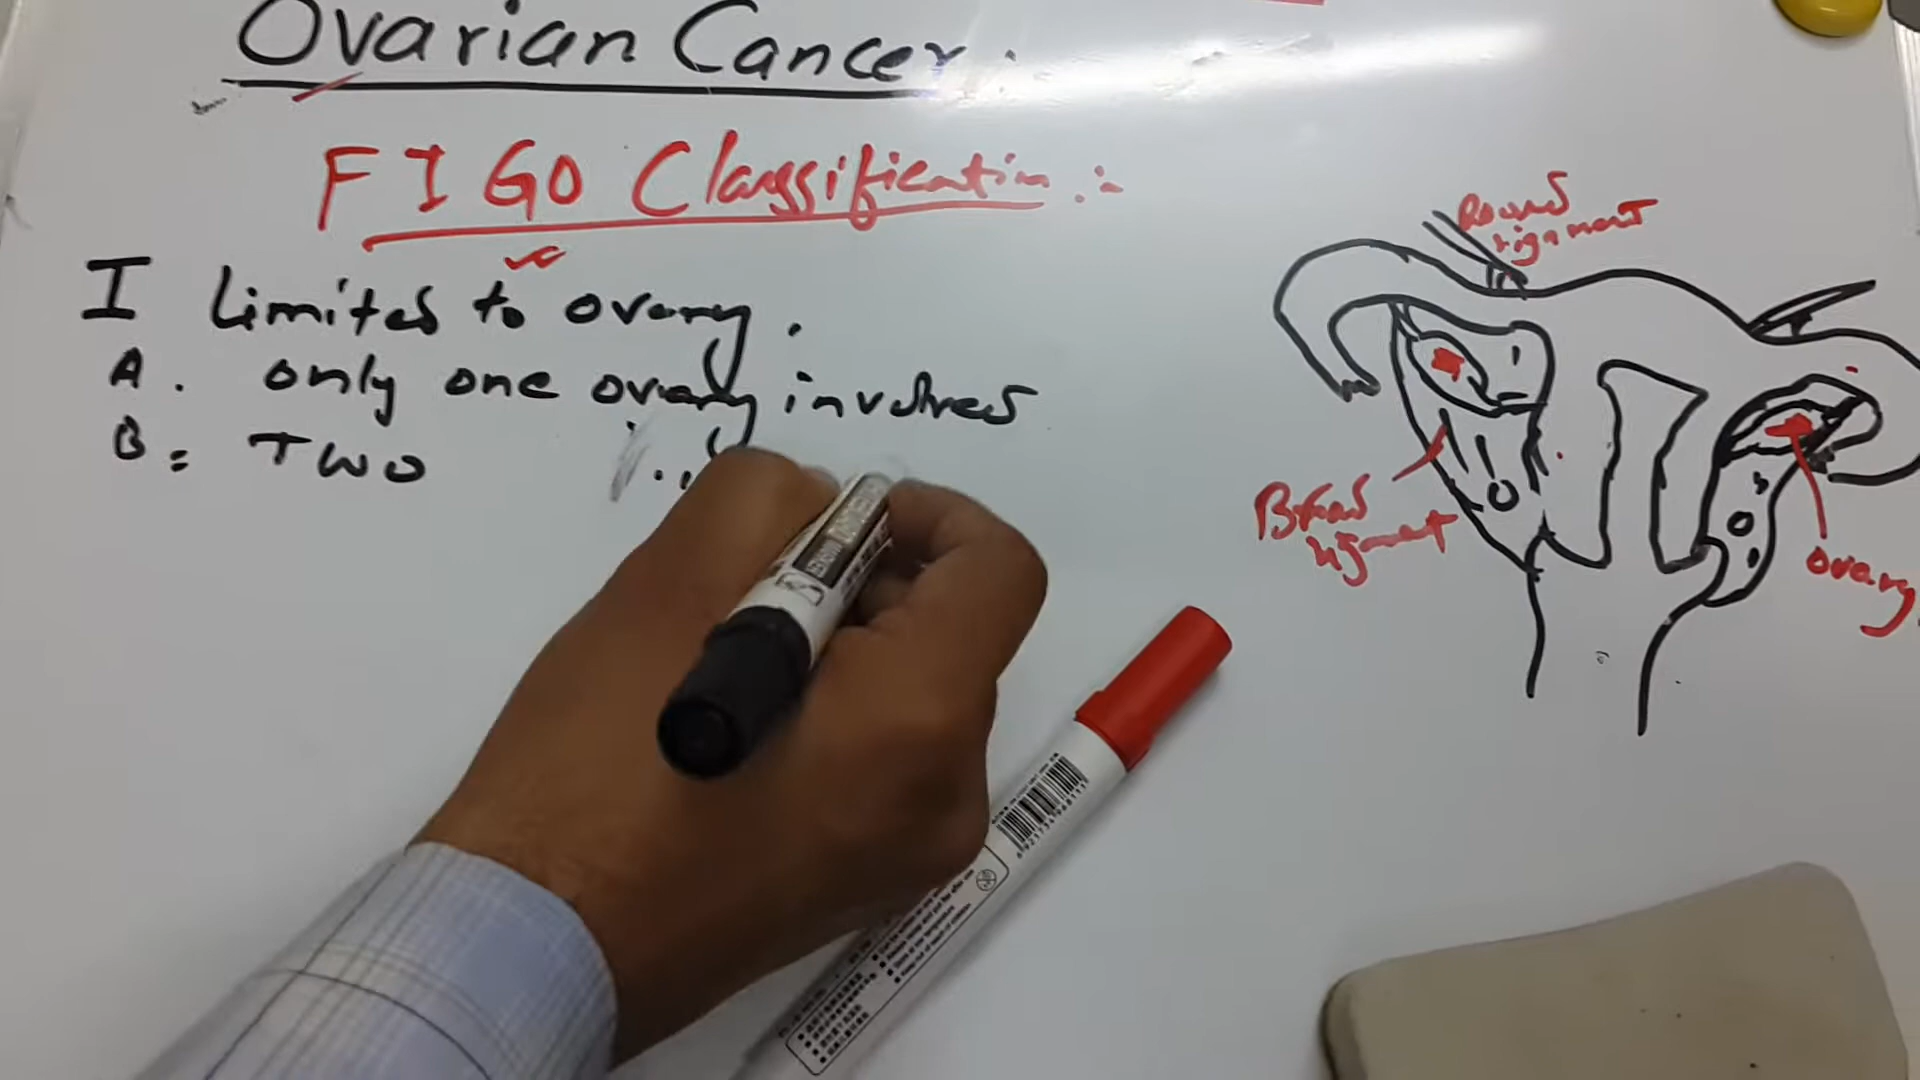 Ovarian Cancer.
FIGO Classification :-
I Limited to ovary.
A. only one ovary involved
B = TWO
Round
ligament
Broad
ligament
ovary